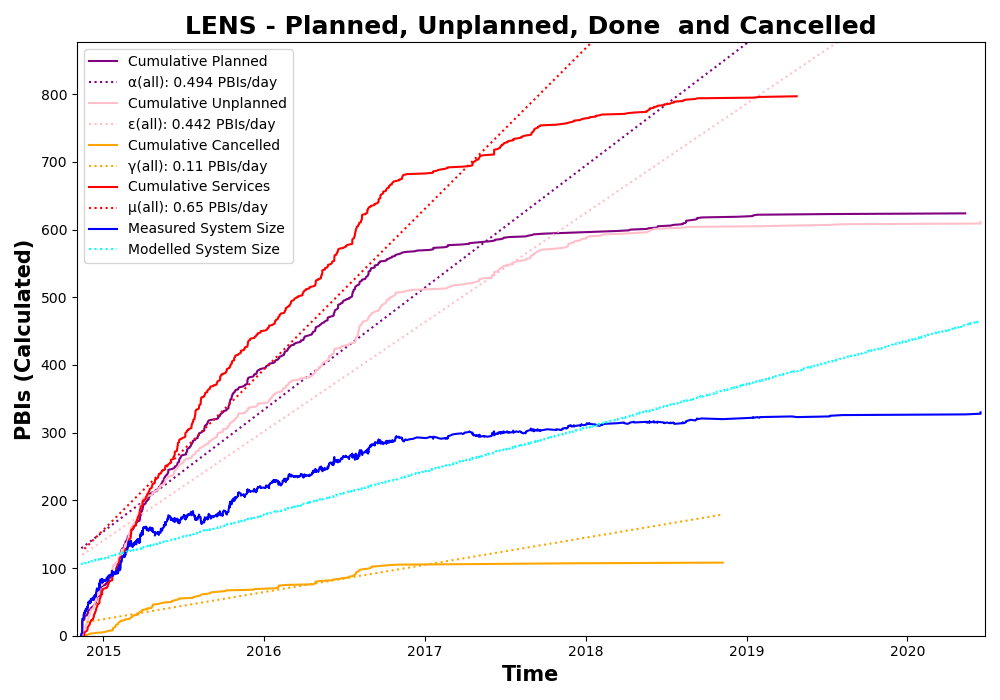 LENS - Planned, Unplanned, Done  and Cancelled
Cumulative Planned
α(all): 0.494 PBIs/day
Cumulative Unplanned
ε(all): 0.442 PBIs/day
Cumulative Cancelled
γ(all): 0.11 PBIs/day
Cumulative Services
μ(all): 0.65 PBIs/day
Measured System Size
Modelled System Size
PBIs (Calculated)
800
700
600
500
400
300
200
100
0
2015 2016 2017 2018 2019 2020
Time